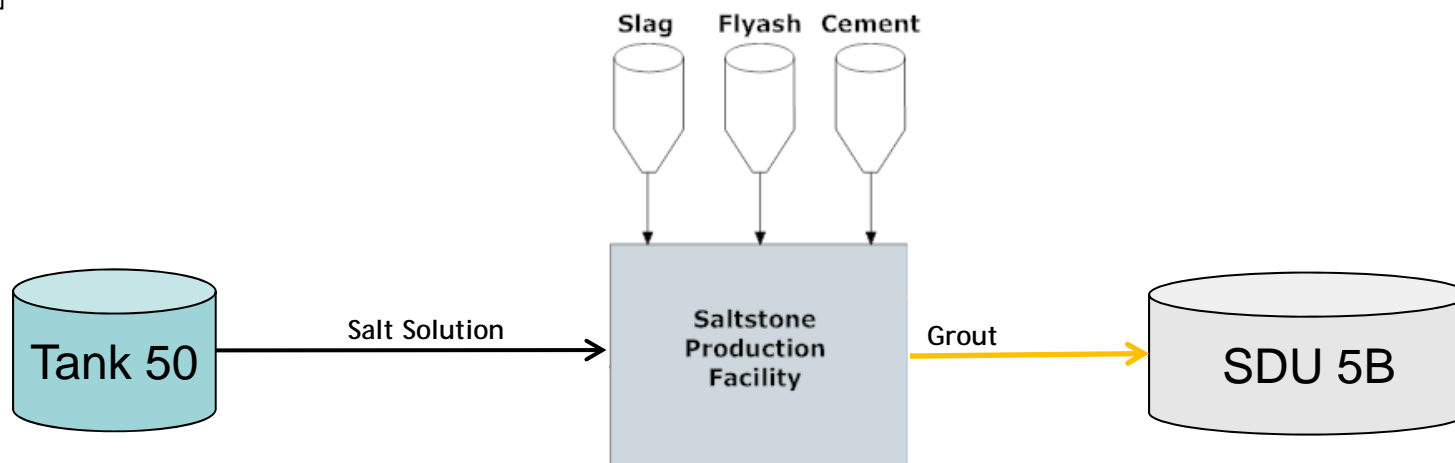 Slag Flyash Cement
Tank 50
Salt Solution
Saltstone
Production
Facility
Grout
SDU 5B